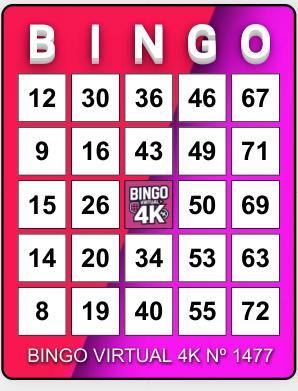 B I N G O
12 30 36 46 67
9 16 43 49 71
15 26 BINGO VIRTUAL 4K 50 69
14 20 34 53 63
8 19 40 55 72
BINGO VIRTUAL 4K Nº 1477